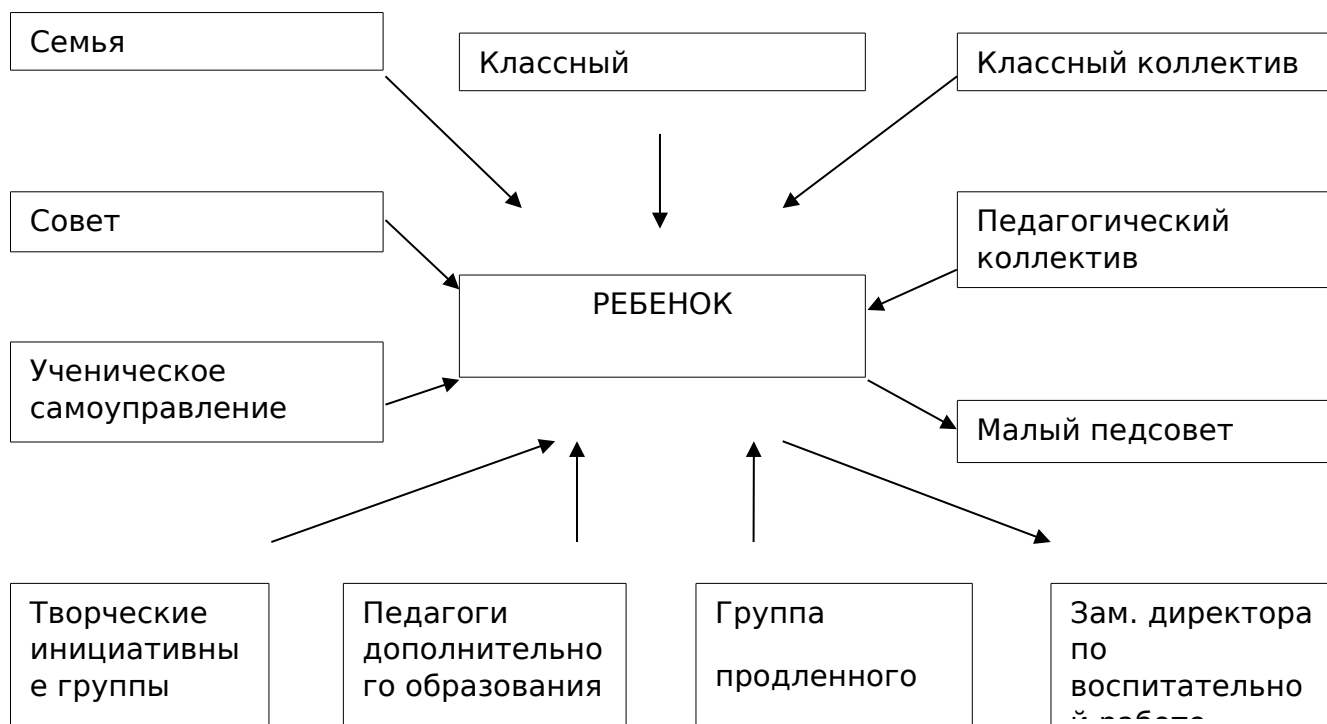 Семья
Классный
Классный коллектив
Совет
Педагогический
коллектив
РЕБЕНОК
Ученическое
самоуправление
Малый педсовет
Творческие
инициативны
е группы
Педагоги
дополнительно
го образования
Группа
продленного
Зам. директора
по
воспитательно
й работе